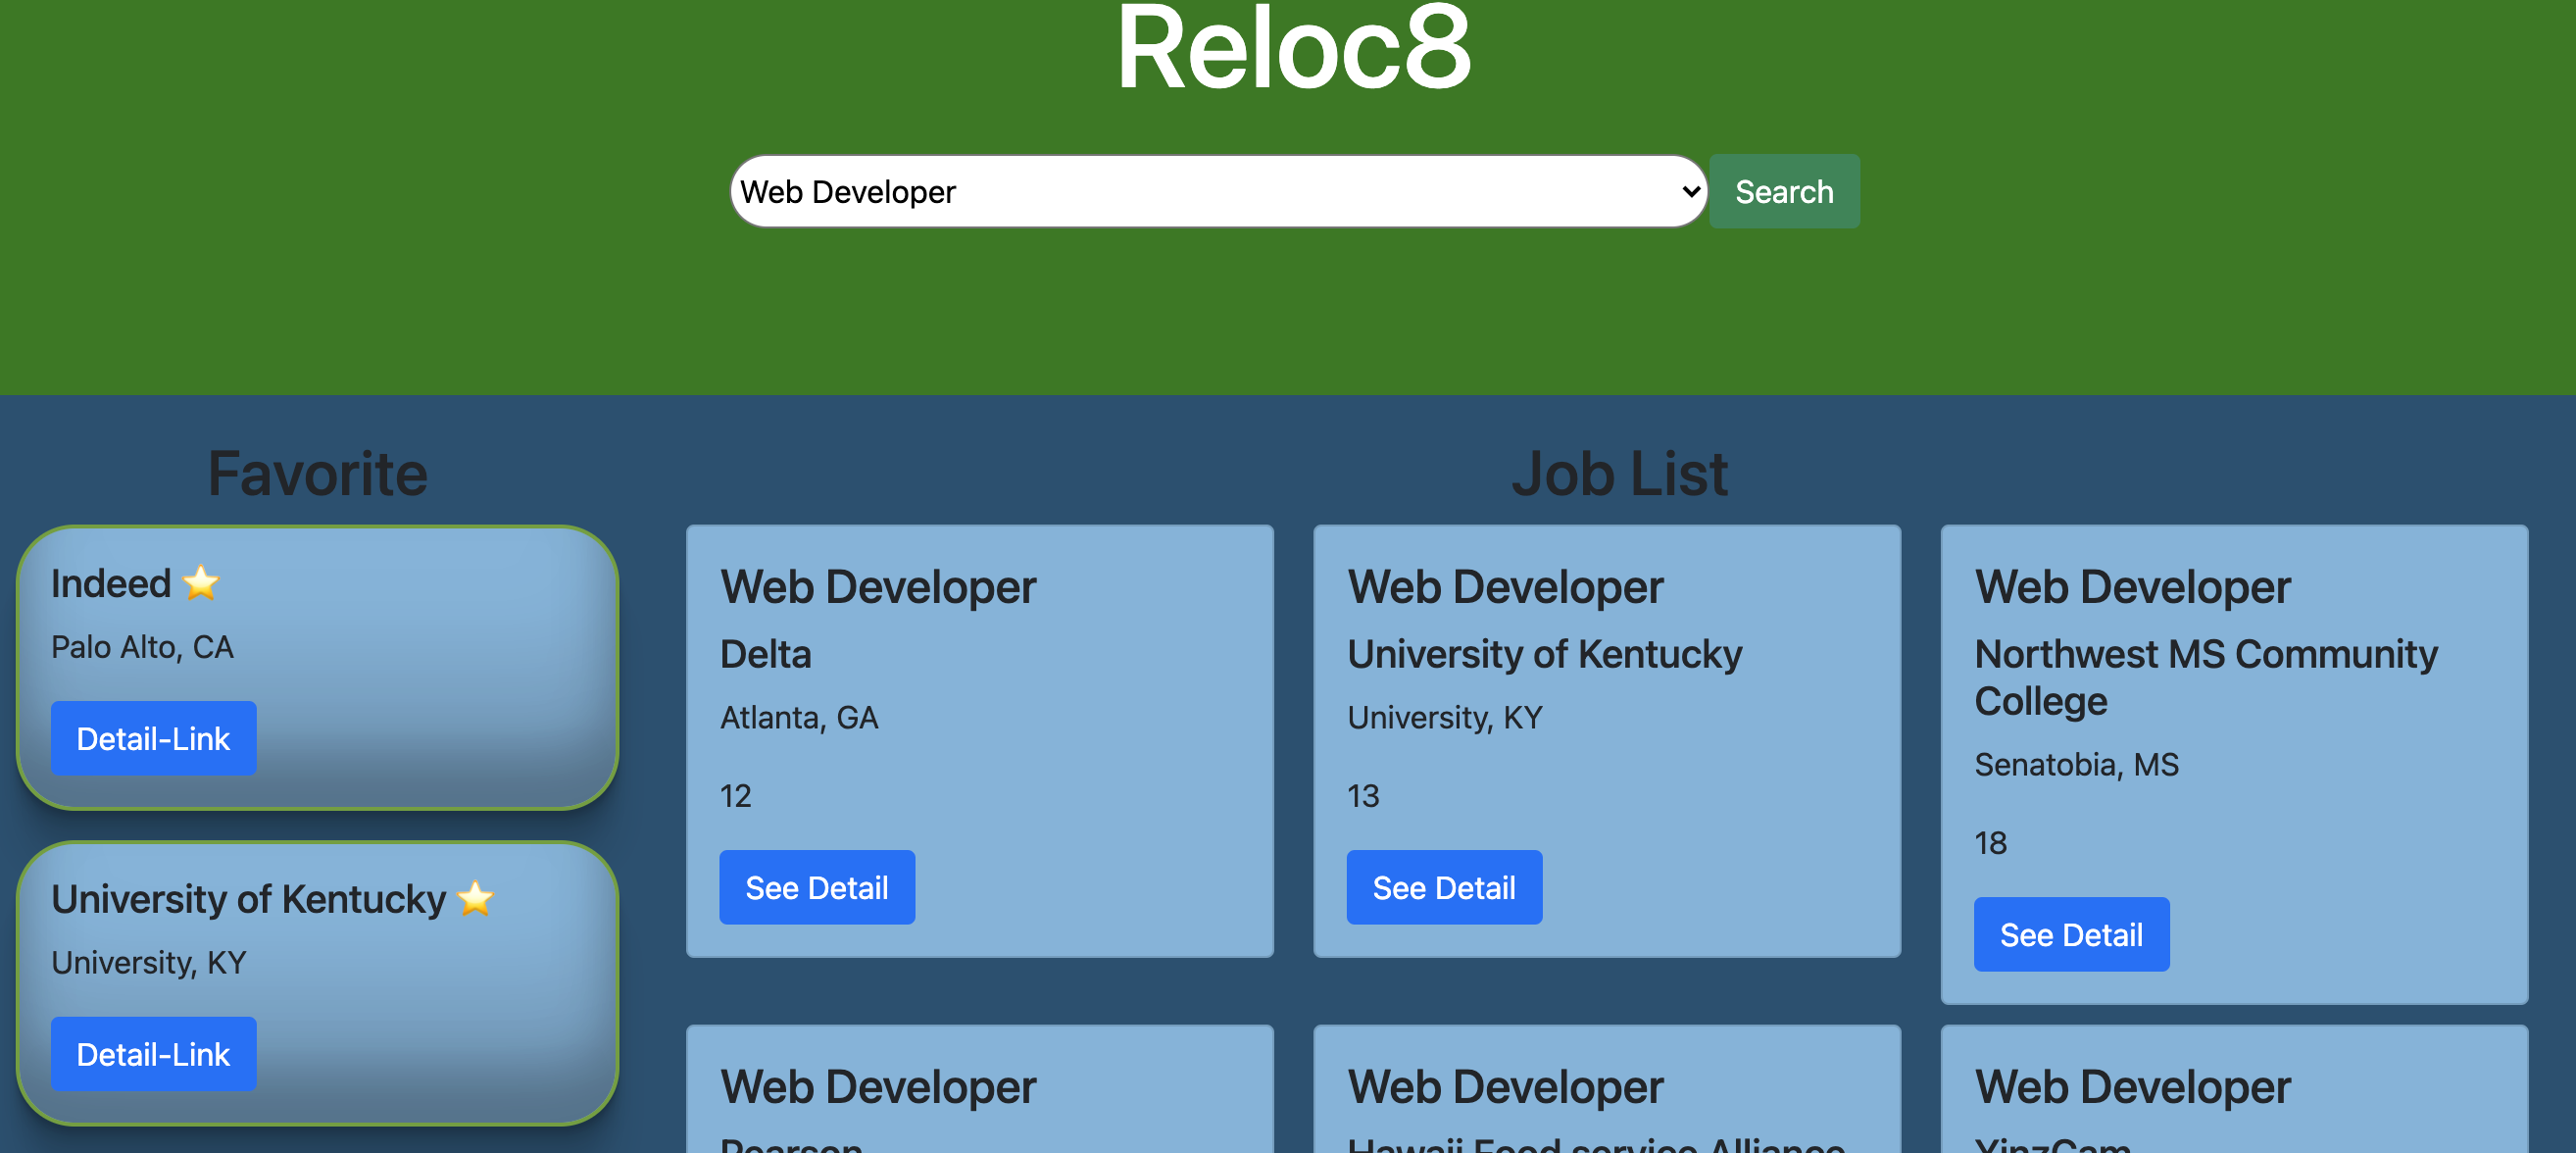 Reloc8
Web Developer
Search
Favorite
Indeed ⭐
Palo Alto, CA
Detail-Link
University of Kentucky ⭐
University, KY
Detail-Link
Job List
Web Developer
Delta
Atlanta, GA
12
See Detail
Web Developer
University of Kentucky
University, KY
13
See Detail
Web Developer
Northwest MS Community
College
Senatobia, MS
18
See Detail
Web Developer
Pearson
Web Developer
Hawaii Food service Alliance
Web Developer
YinzCam